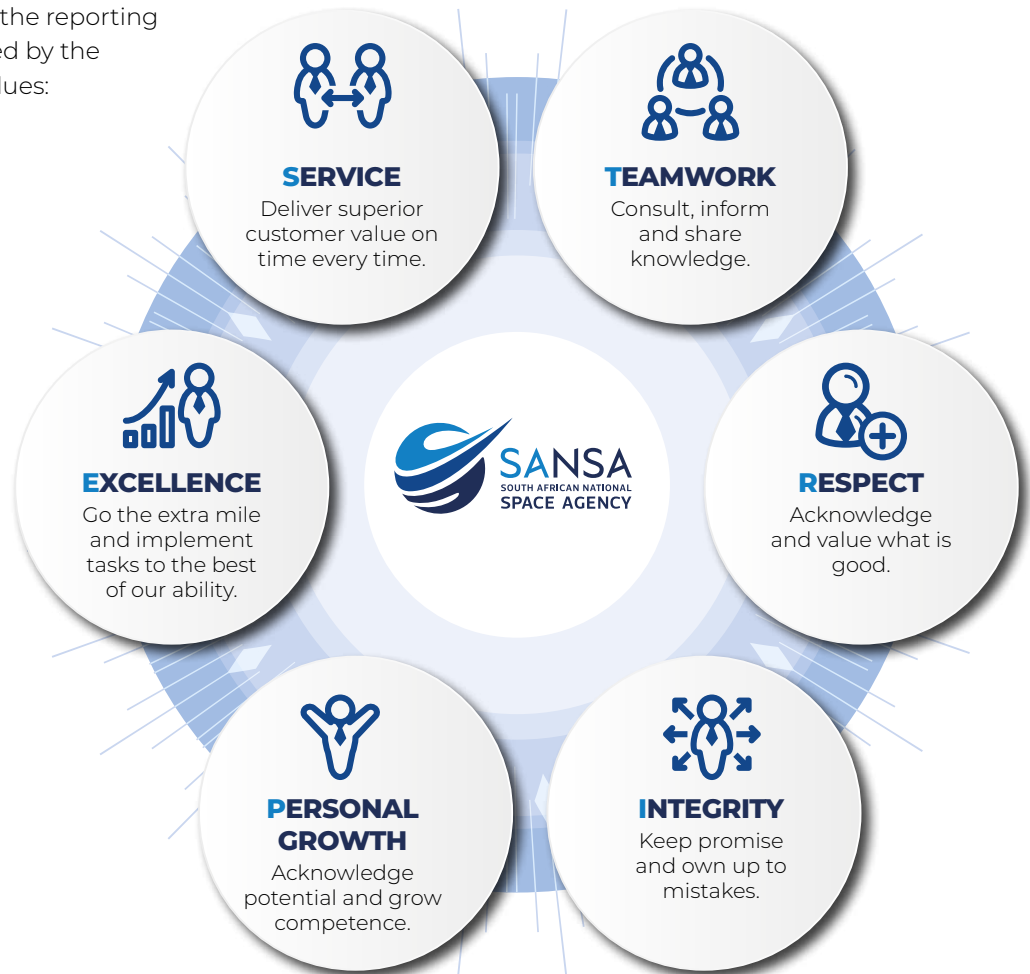 the reporting
ed by the
lues:
SERVICE
Deliver superior
customer value on
time every time.
TEAMWORK
Consult, inform
and share
knowledge.
EXCELLENCE
Go the extra mile
and implement
tasks to the best
of our ability.
SANSA
SOUTH AFRICAN NATIONAL
SPACE AGENCY
RESPECT
Acknowledge
and value what is
good.
PERSONAL
GROWTH
Acknowledge
potential and grow
competence.
INTEGRITY
Keep promise
and own up to
mistakes.